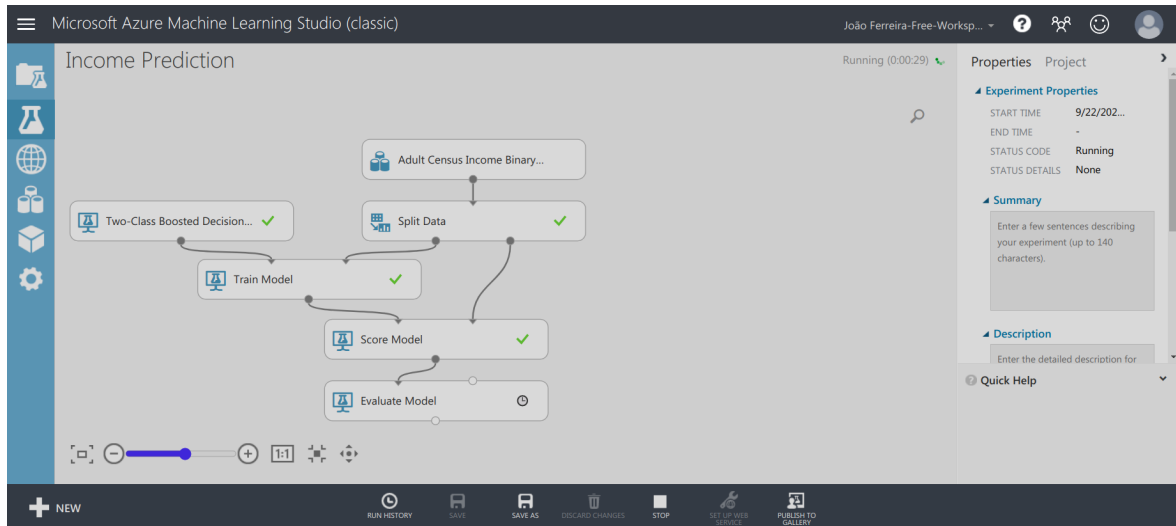 Microsoft Azure Machine Learning Studio (classic)
João Ferreira-Free-Worksp...
?
Income Prediction
Running (0:00:29)
Properties Project
Experiment Properties
START TIME 9/22/202...
END TIME -
STATUS CODE Running
STATUS DETAILS None
Summary
Enter a few sentences describing
your experiment (up to 140
characters).
Description
Enter the detailed description for
? Quick Help
Adult Census Income Binary...
Two-Class Boosted Decision...
Split Data
Train Model
Score Model
Evaluate Model
1:1
NEW
RUN HISTORY
SAVE
SAVE AS
DISCARD CHANGES
STOP
SET UP WEB
SERVICE
PUBLISH TO
GALLERY